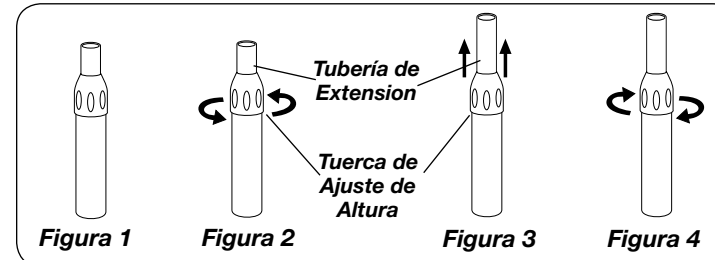 Tubería de
Extension
Tuerca de
Ajuste de
Altura
Figura 1
Figura 2
Figura 3
Figura 4